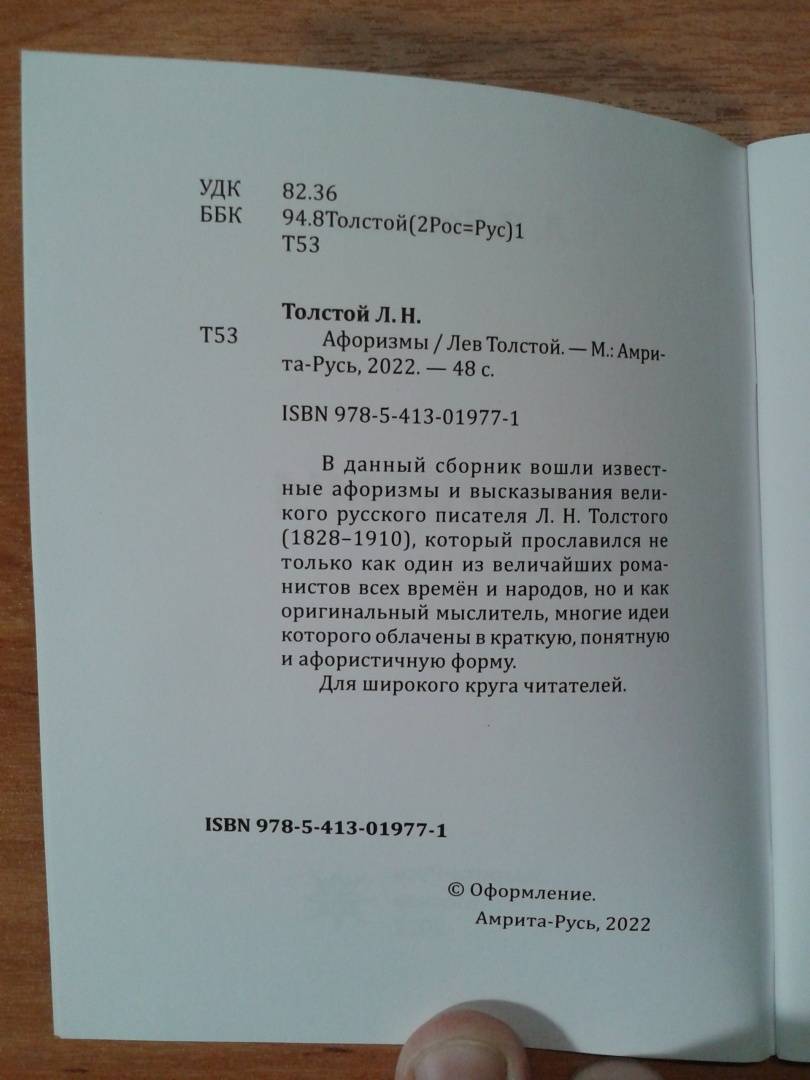 УДК 82.36
ББК 94.8Толстой(2Рос=Рус)1
Т53
Толстой Л. Н.
Т53 Афоризмы / Лев Толстой. — М.: Амри-
та-Русь, 2022. — 48 с.
ISBN 978-5-413-01977-1
В данный сборник вошли извест-
ные афоризмы и высказывания вели-
кого русского писателя Л. Н. Толстого
(1828–1910), который прославился не
только как один из величайших рома-
нистов всех времён и народов, но и как
оригинальный мыслитель, многие идеи
которого облачены в краткую, понятную
и афористичную форму.
Для широкого круга читателей.
ISBN 978-5-413-01977-1
© Оформление.
Амрита-Русь, 2022